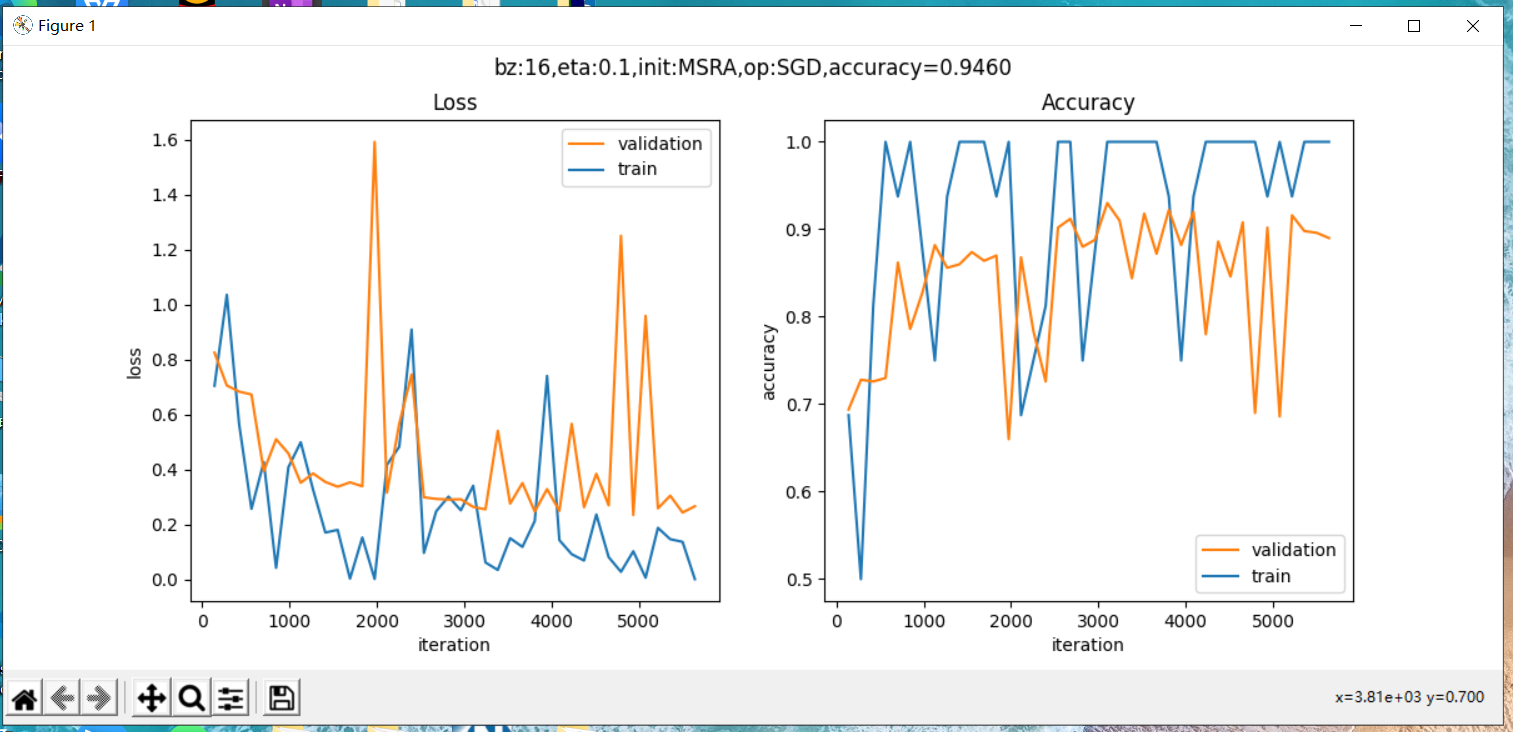 Figure 1
bz:16,eta:0.1,init:MSRA,op:SGD,accuracy=0.9460
Loss
validation
train
1.6
1.4
1.2
1.0
0.8
0.6
0.4
0.2
0.0
loss
0 1000 2000 3000 4000 5000
iteration
Accuracy
1.0
0.9
0.8
0.7
0.6
0.5
accuracy
validation
train
0 1000 2000 3000 4000 5000
iteration
x=3.81e+03 y=0.700